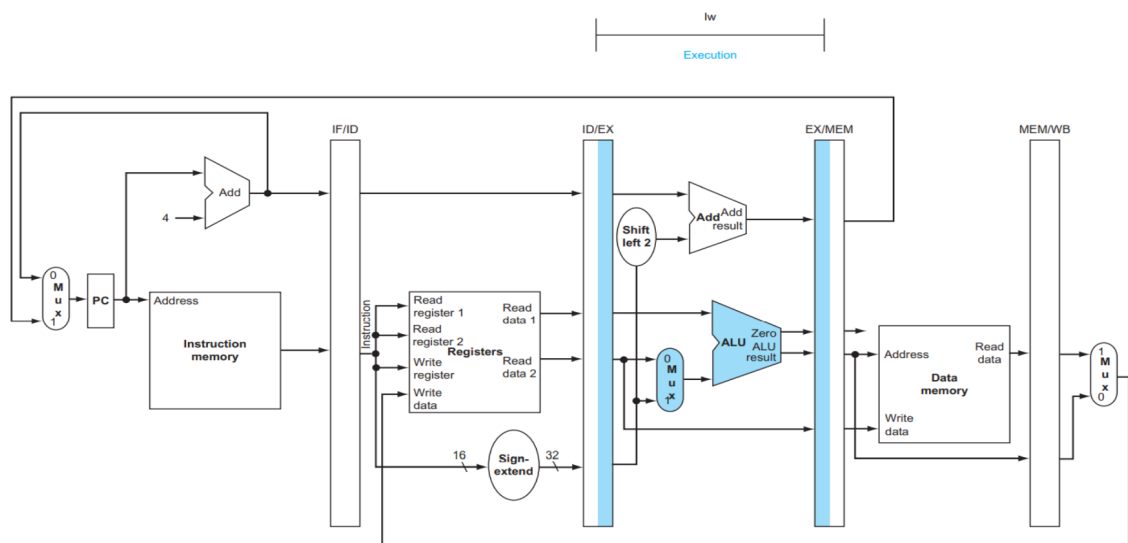 lw
Execution
IF/ID
ID/EX
EX/MEM
MEM/WB
Add
4
Shift
left 2
Add
Add
result
0
M
u
x
1
PC
Address
Instruction
memory
Instruction
Read
register 1
Read
register 2
Write
register
Write
data
Registers
Read
data 1
Read
data 2
16
Sign-
extend
32
0
M
u
x
1
ALU
Zero
ALU
result
Address
Write
data
Data
memory
Read
data
1
M
u
x
0